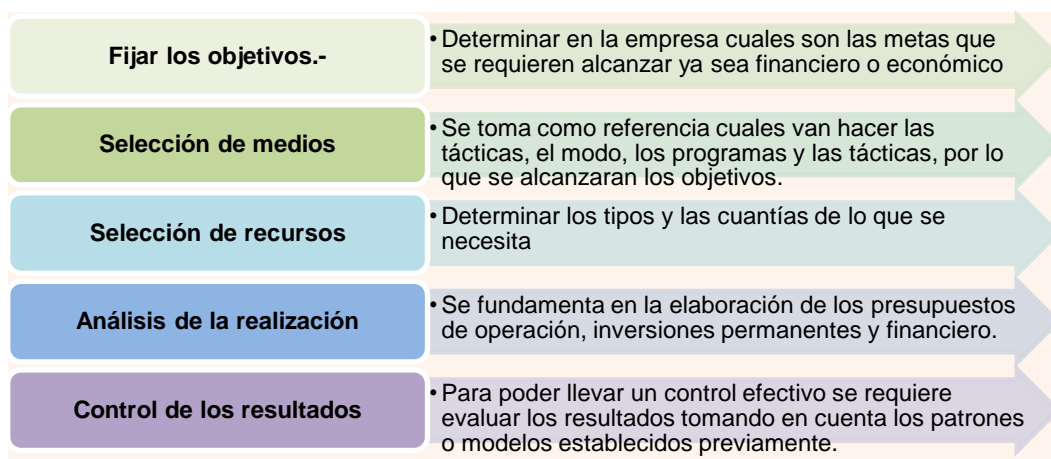 Fijar los objetivos.-
• Determinar en la empresa cuales son las metas que
se requieren alcanzar ya sea financiero o económico
Selección de medios
• Se toma como referencia cuales van hacer las
tácticas, el modo, los programas y las tácticas, por lo
que se alcanzaran los objetivos.
Selección de recursos
• Determinar los tipos y las cuantías de lo que se
necesita
Análisis de la realización
• Se fundamenta en la elaboración de los presupuestos
de operación, inversiones permanentes y financiero.
Control de los resultados
• Para poder llevar un control efectivo se requiere
evaluar los resultados tomando en cuenta los patrones
o modelos establecidos previamente.